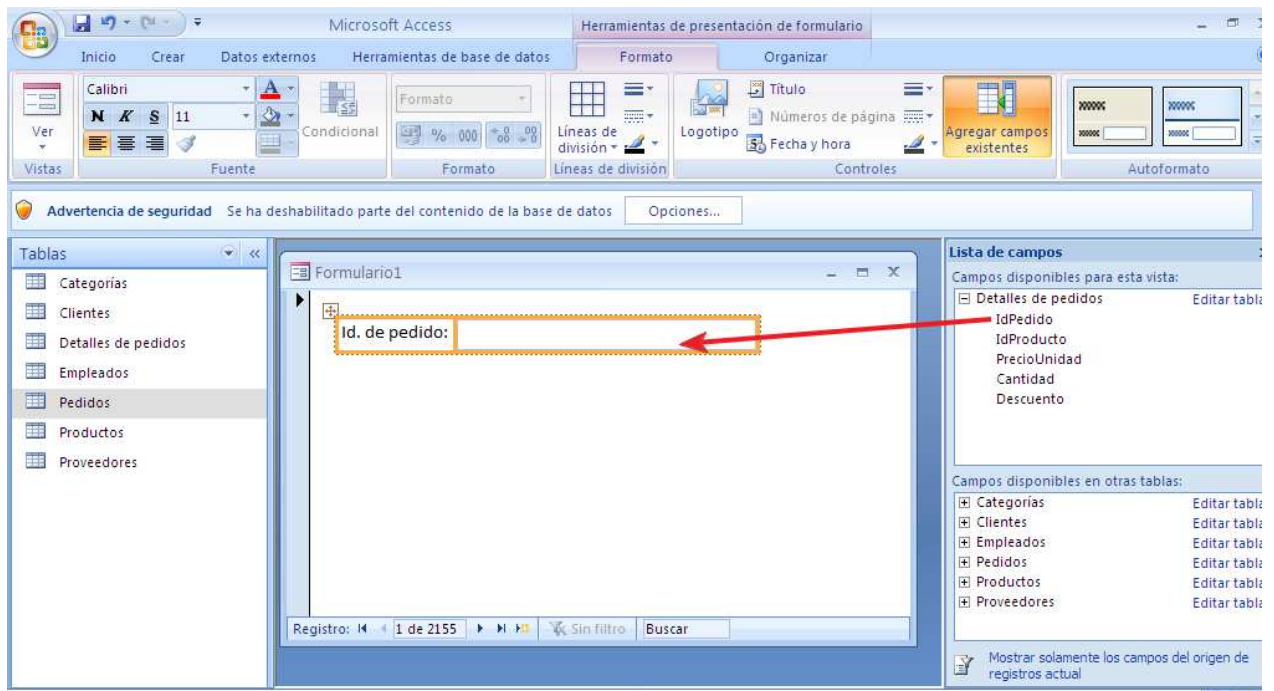 Microsoft Access
Herramientas de presentación de formulario
Inicio Crear Datos externos Herramientas de base de datos Formato Organizar
Ver
Vistas
Calibri
N K S 11
Fuente
Condicional
Formato
% 000
Formato
Líneas de
división
Líneas de división
Logotipo
Título
Números de página
Fecha y hora
Controles
Agregar campos
existentes
xxxxx xxxxx
xxxxx xxxxx
Autoformato
Advertencia de seguridad Se ha deshabilitado parte del contenido de la base de datos Opciones...
Tablas
Categorías
Clientes
Detalles de pedidos
Empleados
Pedidos
Productos
Proveedores
Formulario1
Id. de pedido:
Registro: 1 de 2155 Sin filtro Buscar
Lista de campos
Campos disponibles para esta vista:
Detalles de pedidos Editar tabla
IdPedido
IdProducto
PrecioUnidad
Cantidad
Descuento
Campos disponibles en otras tablas:
Categorías Editar tabla
Clientes Editar tabla
Empleados Editar tabla
Pedidos Editar tabla
Productos Editar tabla
Proveedores Editar tabla
Mostrar solamente los campos del origen de
registros actual